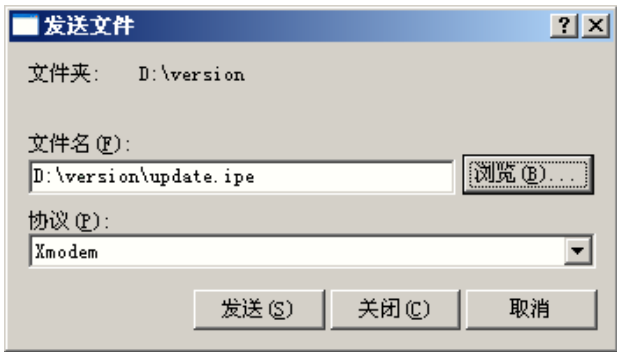 发送文件
文件夹: D:\version
文件名(F):
D:\version\update.ipe
浏览(B)...
协议(P):
Xmodem
发送(S) 关闭(C) 取消